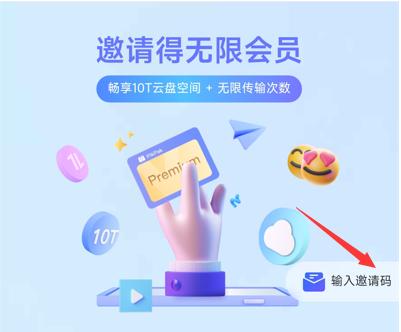 邀请得无限会员
畅享10T云盘空间 + 无限传输次数
PikPak
Premium
10T
输入邀请码